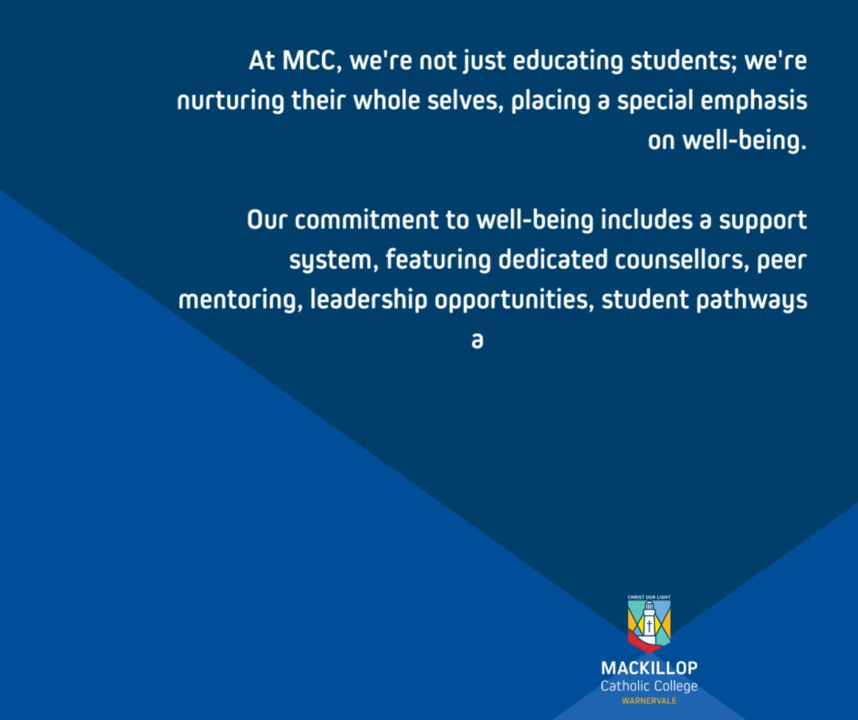 At MCC, we're not just educating students; we're
nurturing their whole selves, placing a special emphasis
on well-being.
Our commitment to well-being includes a support
system, featuring dedicated counsellors, peer
mentoring, leadership opportunities, student pathways
a
CHRIST OUR LIGHT
MACKILLOP
Catholic College
WARNERVALE